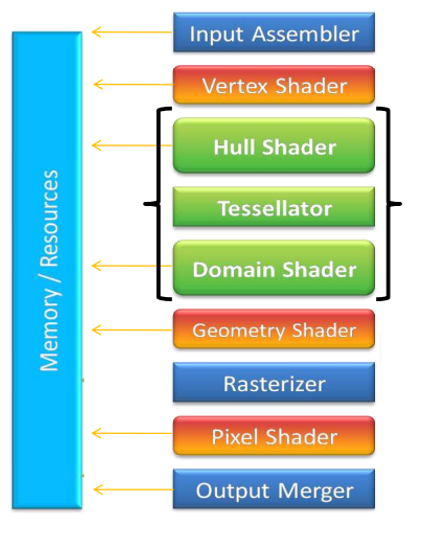 Input Assembler
Vertex Shader
Hull Shader
Tessellator
Domain Shader
Geometry Shader
Rasterizer
Pixel Shader
Output Merger
Memory / Resources